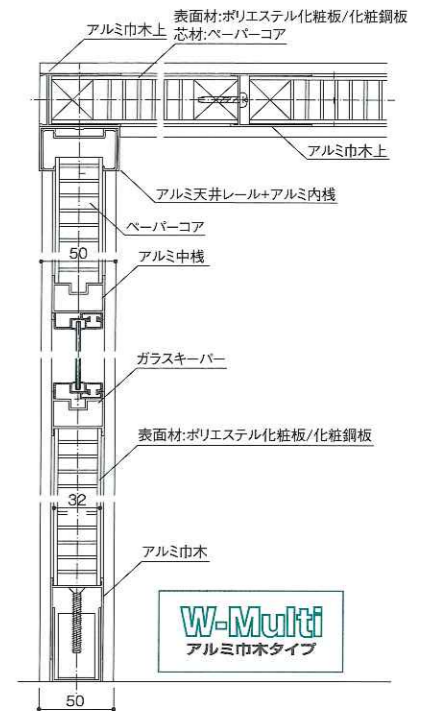 表面材:ポリエステル化粧板/化粧鋼板
アルミ巾木上
芯材:ペーパーコア
アルミ巾木上
アルミ天井レール+アルミ内桟
ペーパーコア
50
アルミ中桟
ガラスキーパー
表面材:ポリエステル化粧板/化粧鋼板
32
アルミ巾木
W-Multi
アルミ巾木タイプ
50